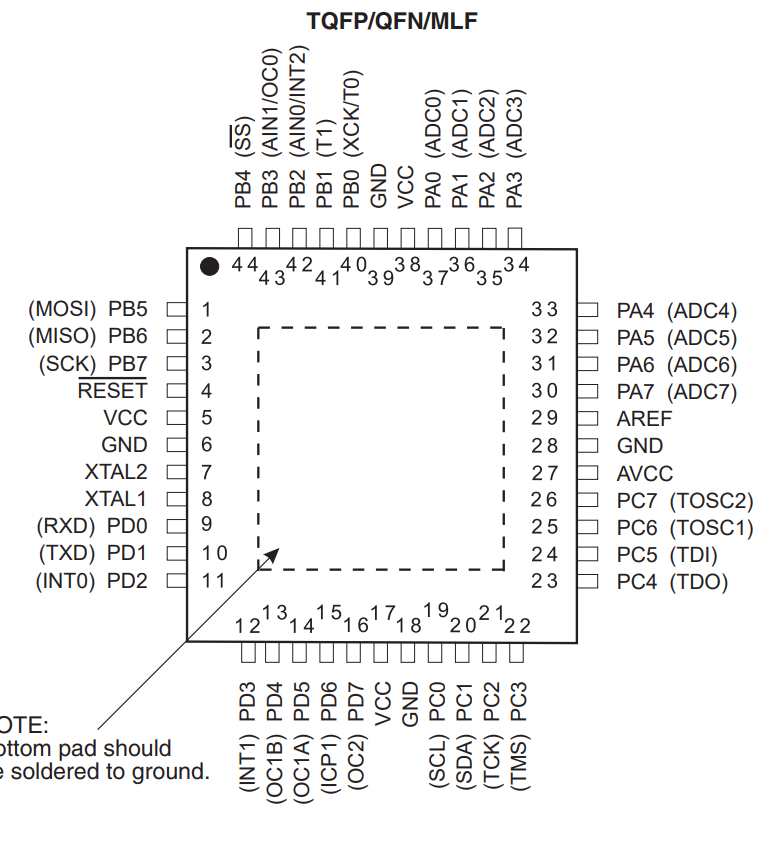 TQFP/QFN/MLF
PB4 (SS)
PB3 (AIN1/OC0)
PB2 (AIN0/INT2)
PB1 (T1)
PB0 (XCK/T0)
GND
VCC
PA0 (ADC0)
PA1 (ADC1)
PA2 (ADC2)
PA3 (ADC3)
44 43 42 41 40 39 38 37 36 35 34
(MOSI) PB5 1
(MISO) PB6 2
(SCK) PB7 3
RESET 4
VCC 5
GND 6
XTAL2 7
XTAL1 8
(RXD) PD0 9
(TXD) PD1 10
(INT0) PD2 11
33 PA4 (ADC4)
32 PA5 (ADC5)
31 PA6 (ADC6)
30 PA7 (ADC7)
29 AREF
28 GND
27 AVCC
26 PC7 (TOSC2)
25 PC6 (TOSC1)
24 PC5 (TDI)
23 PC4 (TDO)
12 13 14 15 16 17 18 19 20 21 22
(INT1) PD3
(OC1B) PD4
(OC1A) PD5
(ICP1) PD6
(OC2) PD7
VCC
GND
(SCL) PC0
(SDA) PC1
(TCK) PC2
(TMS) PC3
OTE:
ottom pad should
e soldered to ground.